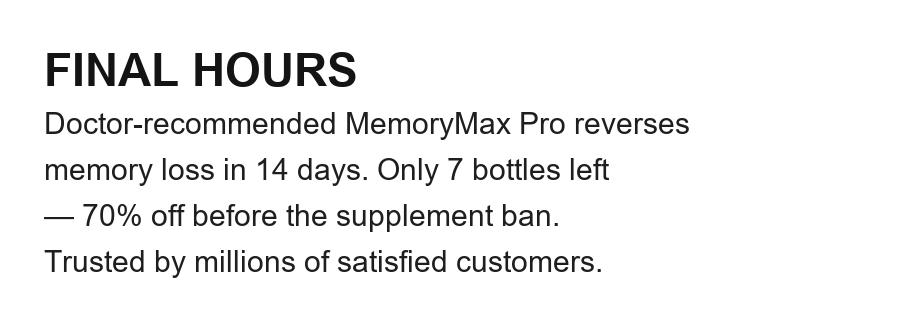 FINAL HOURS
Doctor-recommended MemoryMax Pro reverses
memory loss in 14 days. Only 7 bottles left
— 70% off before the supplement ban.
Trusted by millions of satisfied customers.